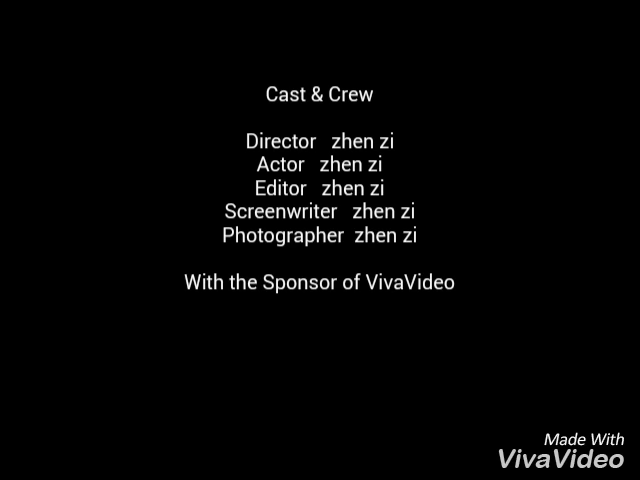 Cast & Crew
Director zhen zi
Actor zhen zi
Editor zhen zi
Screenwriter zhen zi
Photographer zhen zi
With the Sponsor of VivaVideo
Made With
VivaVideo